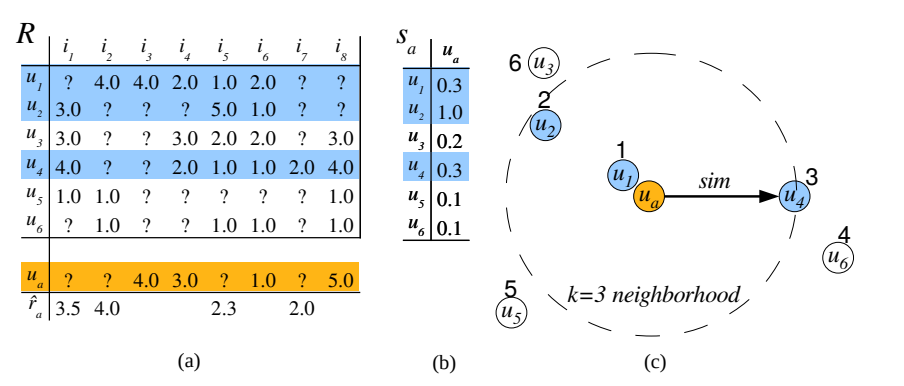 R i1 i2 i3 i4 i5 i6 i7 i8
u1 ? 4.0 4.0 2.0 1.0 2.0 ? ?
u2 3.0 ? ? ? 5.0 1.0 ? ?
u3 3.0 ? ? 3.0 2.0 2.0 ? 3.0
u4 4.0 ? ? 2.0 1.0 1.0 2.0 4.0
u5 1.0 1.0 ? ? ? ? ? 1.0
u6 ? 1.0 ? ? 1.0 1.0 ? 1.0
ua ? ? 4.0 3.0 ? 1.0 ? 5.0
r̂a 3.5 4.0 2.3 2.0
(a)
sa ua
u1 0.3
u2 1.0
u3 0.2
u4 0.3
u5 0.1
u6 0.1
(b)
6 u3
2
u2
1
u1
ua
sim
3
u4
4
u6
5
u5
k=3 neighborhood
(c)